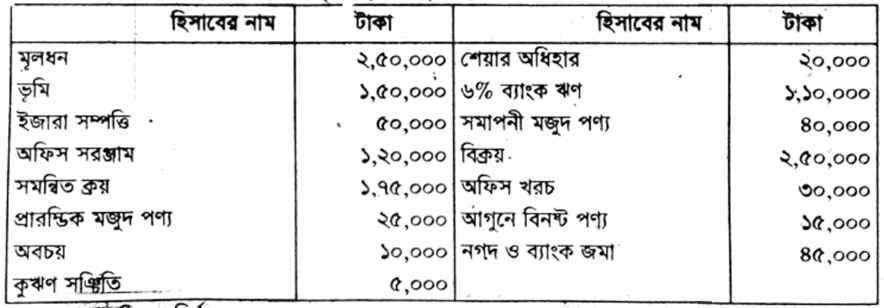 হিসাবের নাম | টাকা | হিসাবের নাম | টাকা
মূলধন | ২,৫০,০০০ | শেয়ার অধিহার | ২০,০০০
ভূমি | ১,৫০,০০০ | ৬% ব্যাংক ঋণ | ১,১০,০০০
ইজারা সম্পত্তি | ৫০,০০০ | সমাপনী মজুদ পণ্য | ৪০,০০০
অফিস সরঞ্জাম | ১,২০,০০০ | বিক্রয় | ২,৫০,০০০
সমন্বিত ক্রয় | ১,৭৫,০০০ | অফিস খরচ | ৩০,০০০
প্রারম্ভিক মজুদ পণ্য | ২৫,০০০ | আগুনে বিনষ্ট পণ্য | ১৫,০০০
অবচয় | ১০,০০০ | নগদ ও ব্যাংক জমা | ৪৫,০০০
কুঋণ সঞ্চিতি | ৫,০০০